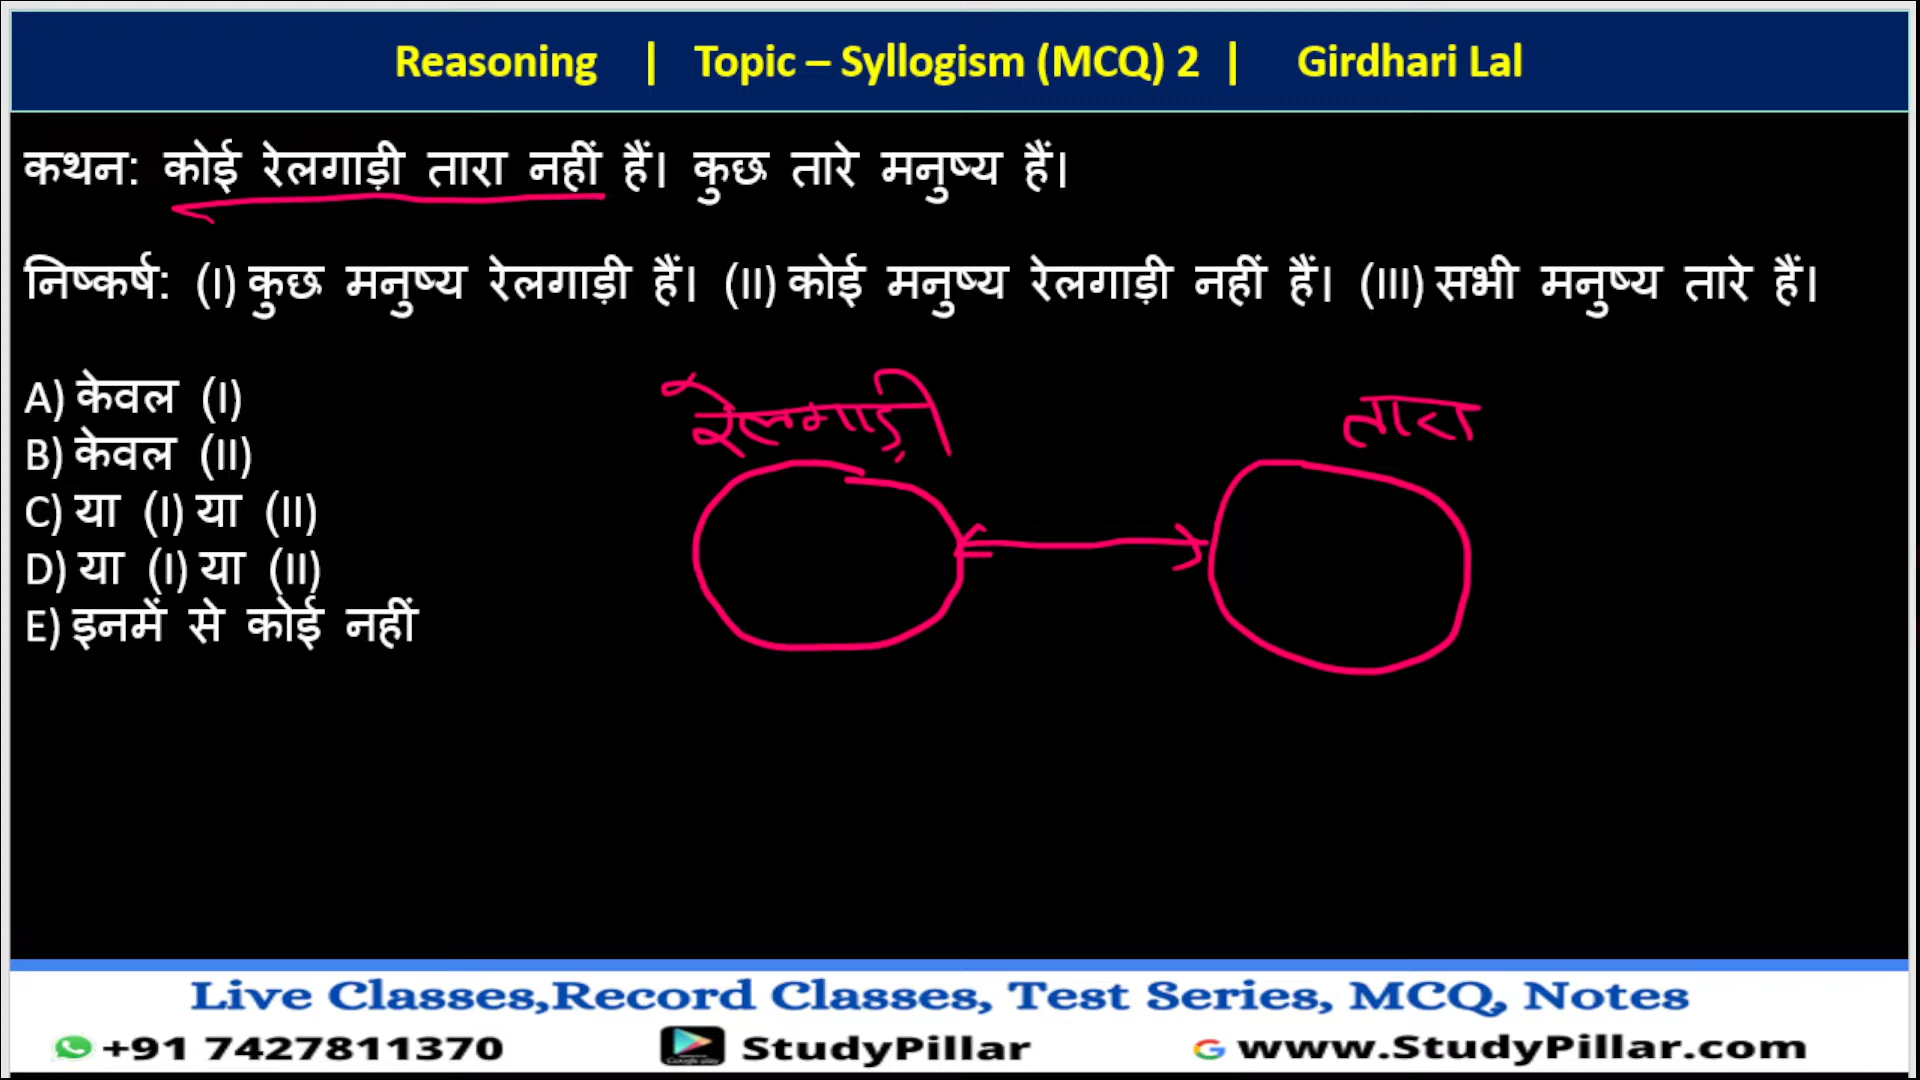 Reasoning | Topic – Syllogism (MCQ) 2 | Girdhari Lal
कथन: कोई रेलगाड़ी तारा नहीं हैं। कुछ तारे मनुष्य हैं।
निष्कर्ष: (I) कुछ मनुष्य रेलगाड़ी हैं। (II) कोई मनुष्य रेलगाड़ी नहीं हैं। (III) सभी मनुष्य तारे हैं।
A) केवल (I)
B) केवल (II)
C) या (I) या (II)
D) या (I) या (II)
E) इनमें से कोई नहीं
रेलगाड़ी तारा
Live Classes,Record Classes, Test Series, MCQ, Notes
+91 7427811370 StudyPillar www.StudyPillar.com